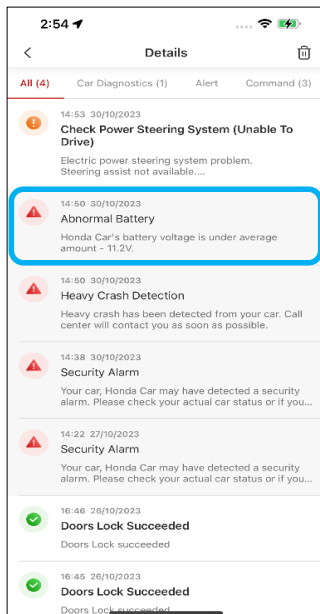 2:54
Details
All (4) Car Diagnostics (1) Alert Command (3)
14:53 30/10/2023
Check Power Steering System (Unable To
Drive)
Electric power steering system problem.
Steering assist not available....
14:50 30/10/2023
Abnormal Battery
Honda Car's battery voltage is under average
amount - 11.2V.
14:50 30/10/2023
Heavy Crash Detection
Heavy crash has been detected from your car. Call
center will contact you as soon as possible.
14:38 30/10/2023
Security Alarm
Your car, Honda Car may have detected a security
alarm. Please check your actual car status or if you...
14:22 27/10/2023
Security Alarm
Your car, Honda Car may have detected a security
alarm. Please check your actual car status or if you...
16:46 26/10/2023
Doors Lock Succeeded
Doors Lock succeeded
16:45 26/10/2023
Doors Lock Succeeded
Doors Lock succeeded